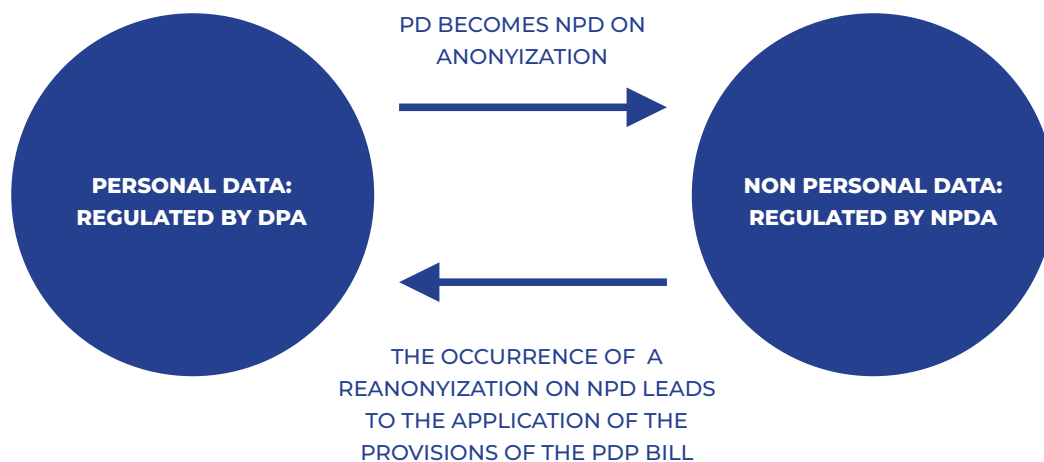 PD BECOMES NPD ON
ANONYIZATION
PERSONAL DATA:
REGULATED BY DPA
NON PERSONAL DATA:
REGULATED BY NPDA
THE OCCURRENCE OF A
REANONYIZATION ON NPD LEADS
TO THE APPLICATION OF THE
PROVISIONS OF THE PDP BILL